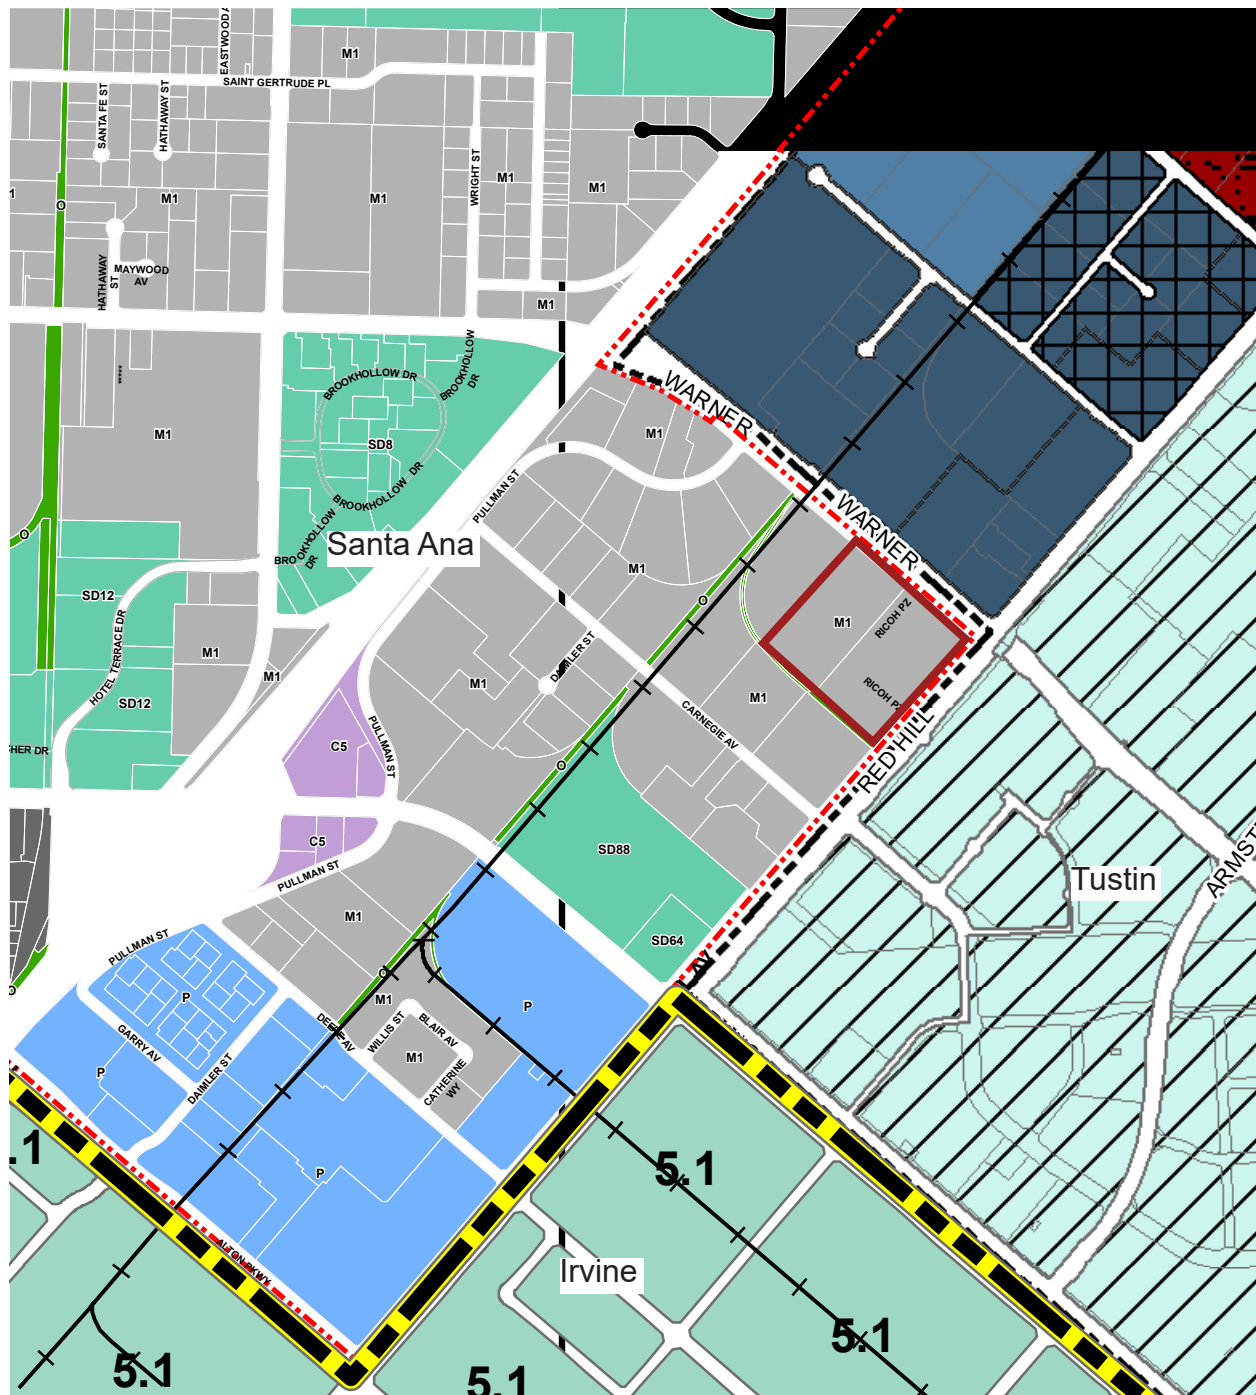 EASTWOOD A
M1
SAINT GERTRUDE PL
SANTA FE ST
HATHAWAY ST
WRIGHT ST
M1
M1
1
M1
M1
O
MAYWOOD
AV
HATHAWAY
ST
M1
BROOKHOLLOW DR
BROOKHOLLOW
DR
WARNER
M1
M1
SD8
BROOKHOLLOW DR
PULLMAN ST
WARNER
BROOKHOLLOW
DR
O
Santa Ana
M1
SD12
O
M1
RICOH PZ
HOTEL TERRACE DR
M1
DAIMLER ST
M1
M1
M1
RICOH PZ
SD12
CARNEGIE AV
RED HILL
CHER DR
C5
PULLMAN ST
O
C5
SD88
ARMST
PULLMAN ST
Tustin
M1
PULLMAN ST
SD64
AV
O
O
P
M1
P
DEERE AV
WILLIS ST
BLAIR AV
GARRY AV
M1
P
DAIMLER ST
CATHERINE
WY
.1
5.1
P
ALTON PKWY
Irvine
5.1
5.1
5.1